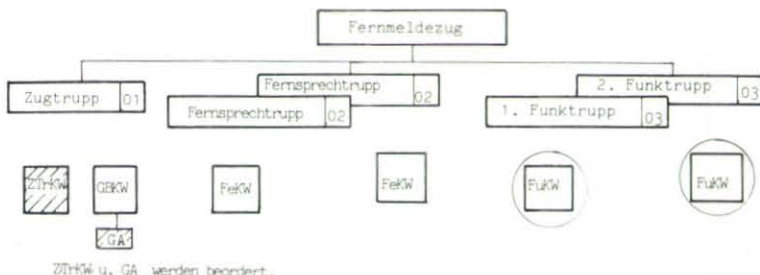 Fernmeldezug
Zugtrupp 01
Fernsprechtrupp 02
Fernsprechtrupp 02
2. Funktrupp 03
1. Funktrupp 03
ZTrKW
GBKW
FeKW
FeKW
FuKW
FuKW
GA
ZTrKW u. GA werden beordert.